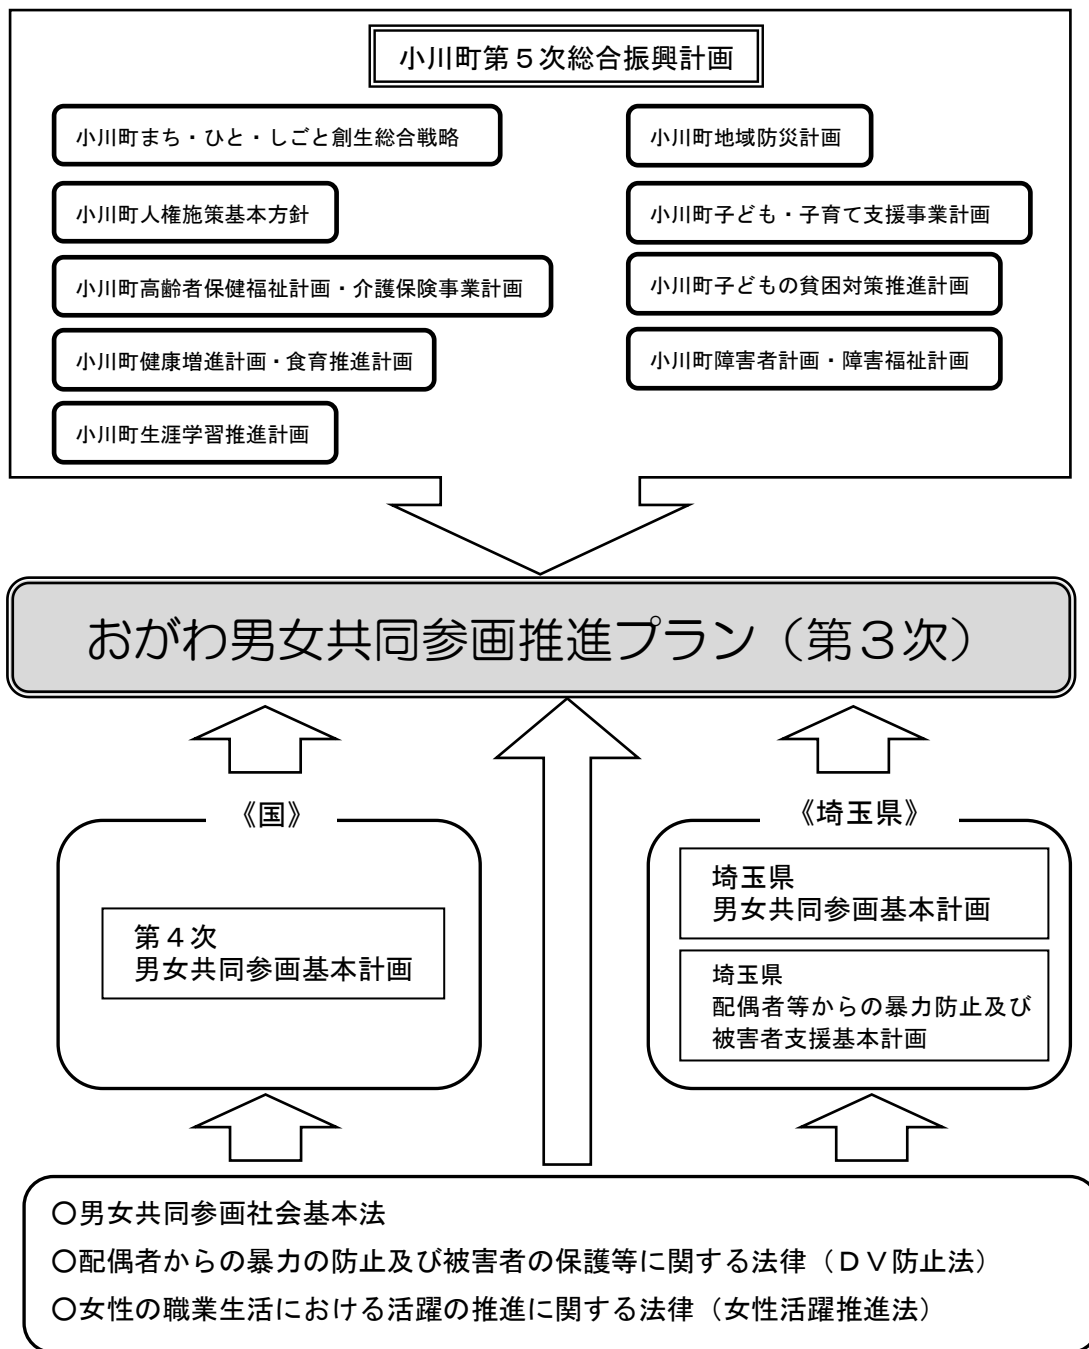 小川町第５次総合振興計画
小川町まち・ひと・しごと創生総合戦略
小川町地域防災計画
小川町人権施策基本方針
小川町子ども・子育て支援事業計画
小川町高齢者保健福祉計画・介護保険事業計画
小川町子どもの貧困対策推進計画
小川町健康増進計画・食育推進計画
小川町障害者計画・障害福祉計画
小川町生涯学習推進計画
おがわ男女共同参画推進プラン（第３次）
《国》
第４次
男女共同参画基本計画
《埼玉県》
埼玉県
男女共同参画基本計画
埼玉県
配偶者等からの暴力防止及び
被害者支援基本計画
〇男女共同参画社会基本法
〇配偶者からの暴力の防止及び被害者の保護等に関する法律（ＤＶ防止法）
〇女性の職業生活における活躍の推進に関する法律（女性活躍推進法）